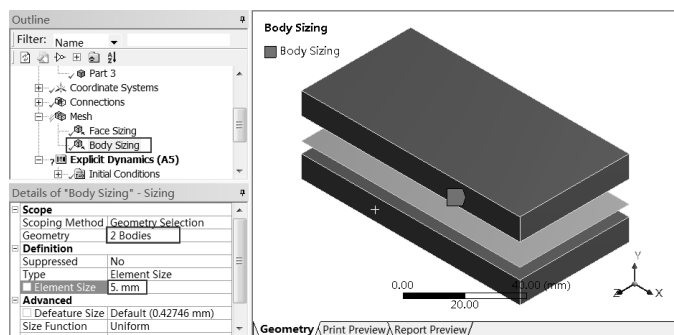 Outline
Filter: Name
Part 3
Coordinate Systems
Connections
Mesh
Face Sizing
Body Sizing
Explicit Dynamics (A5)
Initial Conditions
Details of "Body Sizing" - Sizing
Scope
Scoping Method Geometry Selection
Geometry 2 Bodies
Definition
Suppressed No
Type Element Size
Element Size 5. mm
Advanced
Defeature Size Default (0.42746 mm)
Size Function Uniform
Body Sizing
Body Sizing
0.00 40.00 (mm)
20.00
Y
Z X
Geometry Print Preview Report Preview